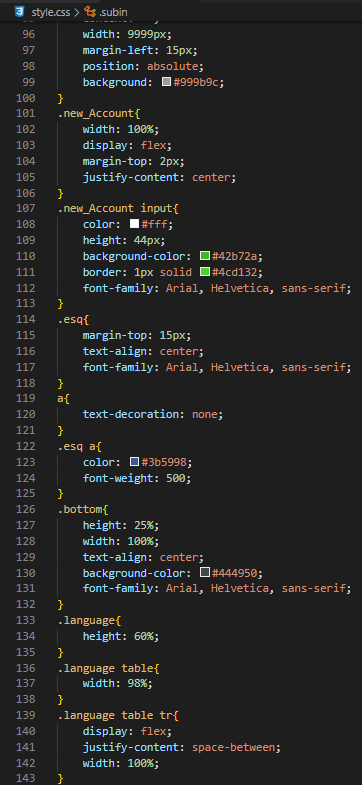 style.css > .subin
96 width: 9999px;
97 margin-left: 15px;
98 position: absolute;
99 background: #999b9c;
100 }
101 .new_Account{
102 width: 100%;
103 display: flex;
104 margin-top: 2px;
105 justify-content: center;
106 }
107 .new_Account input{
108 color: #fff;
109 height: 44px;
110 background-color: #42b72a;
111 border: 1px solid #4cd132;
112 font-family: Arial, Helvetica, sans-serif;
113 }
114 .esq{
115 margin-top: 15px;
116 text-align: center;
117 font-family: Arial, Helvetica, sans-serif;
118 }
119 a{
120 text-decoration: none;
121 }
122 .esq a{
123 color: #3b5998;
124 font-weight: 500;
125 }
126 .bottom{
127 height: 25%;
128 width: 100%;
129 text-align: center;
130 background-color: #444950;
131 font-family: Arial, Helvetica, sans-serif;
132 }
133 .language{
134 height: 60%;
135 }
136 .language table{
137 width: 98%;
138 }
139 .language table tr{
140 display: flex;
141 justify-content: space-between;
142 width: 100%;
143 }